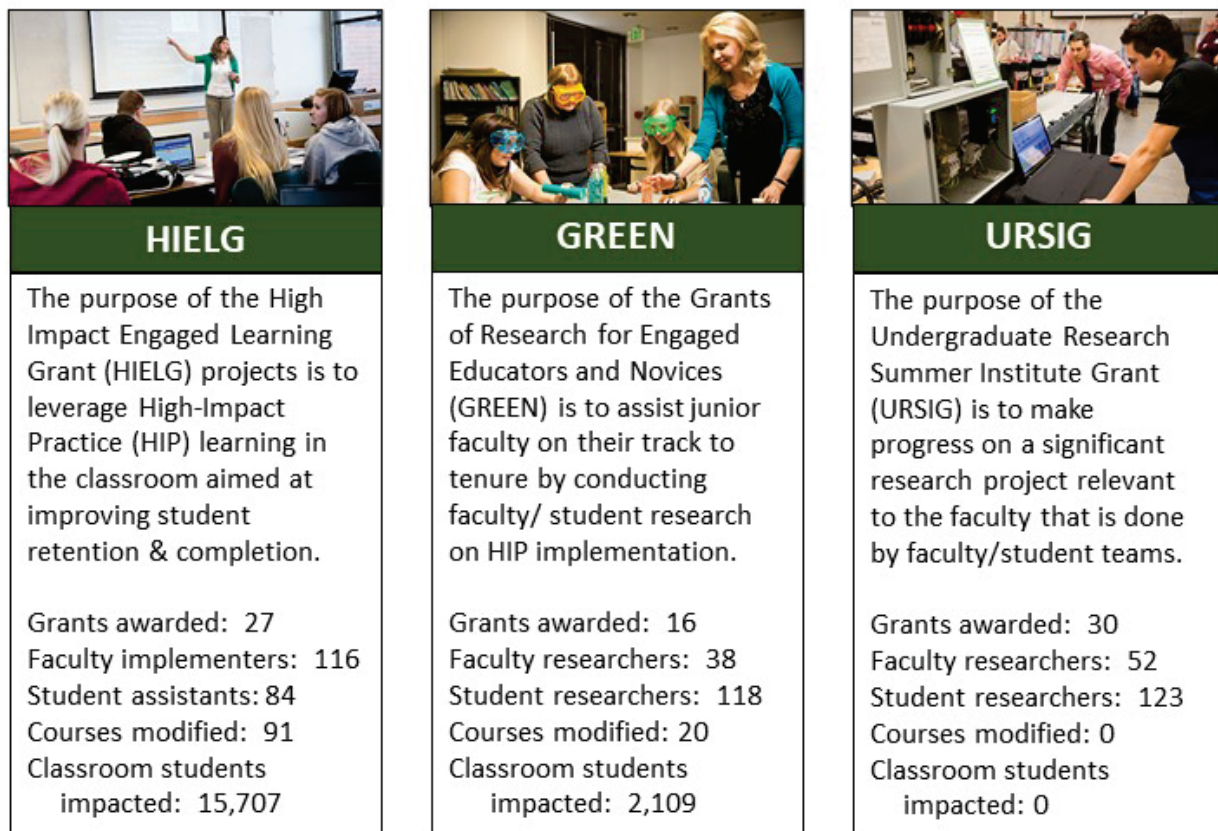 HIELG
The purpose of the High
Impact Engaged Learning
Grant (HIELG) projects is to
leverage High-Impact
Practice (HIP) learning in
the classroom aimed at
improving student
retention & completion.
Grants awarded: 27
Faculty implementers: 116
Student assistants: 84
Courses modified: 91
Classroom students
impacted: 15,707
GREEN
The purpose of the Grants
of Research for Engaged
Educators and Novices
(GREEN) is to assist junior
faculty on their track to
tenure by conducting
faculty/ student research
on HIP implementation.
Grants awarded: 16
Faculty researchers: 38
Student researchers: 118
Courses modified: 20
Classroom students
impacted: 2,109
URSIG
The purpose of the
Undergraduate Research
Summer Institute Grant
(URSIG) is to make
progress on a significant
research project relevant
to the faculty that is done
by faculty/student teams.
Grants awarded: 30
Faculty researchers: 52
Student researchers: 123
Courses modified: 0
Classroom students
impacted: 0